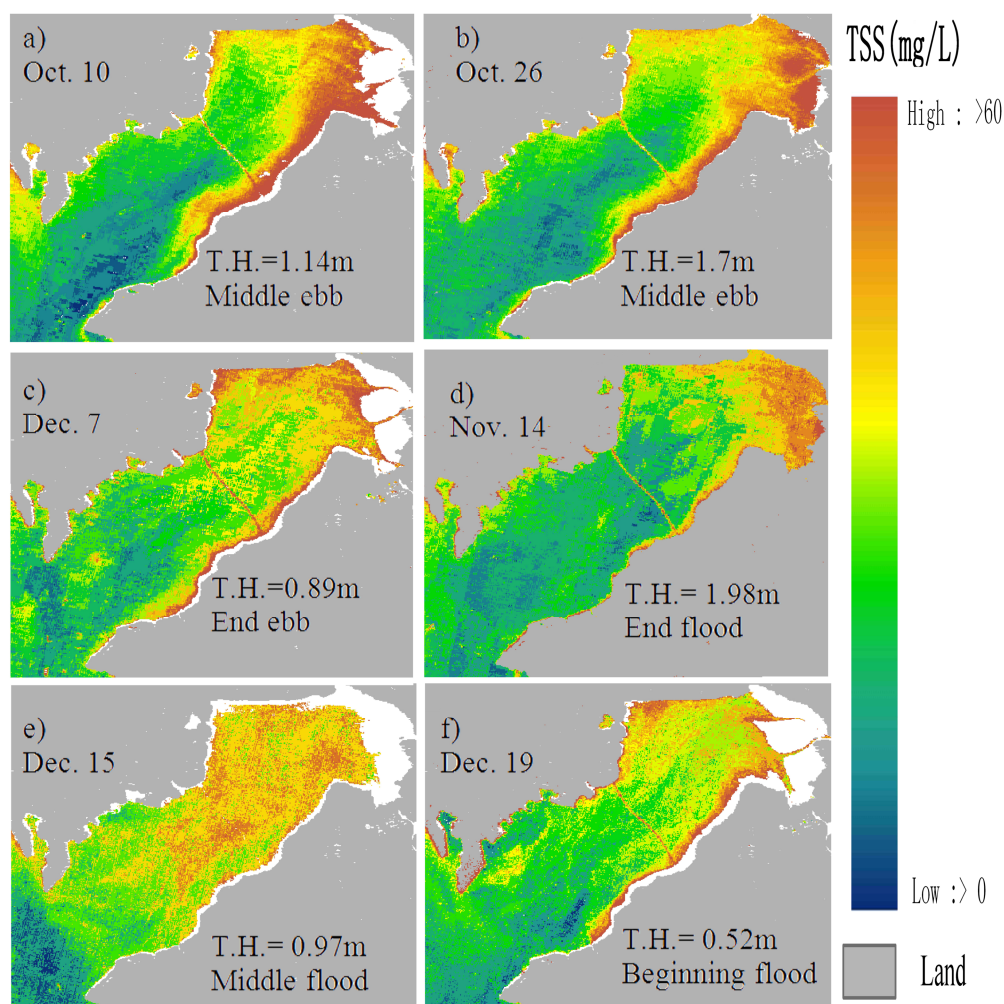 a)
Oct. 10
T.H.=1.14m
Middle ebb
b)
Oct. 26
T.H.=1.7m
Middle ebb
TSS(mg/L)
High : >60
Low :> 0
Land
c)
Dec. 7
T.H.=0.89m
End ebb
d)
Nov. 14
T.H.= 1.98m
End flood
e)
Dec. 15
T.H.= 0.97m
Middle flood
f)
Dec. 19
T.H.= 0.52m
Beginning flood